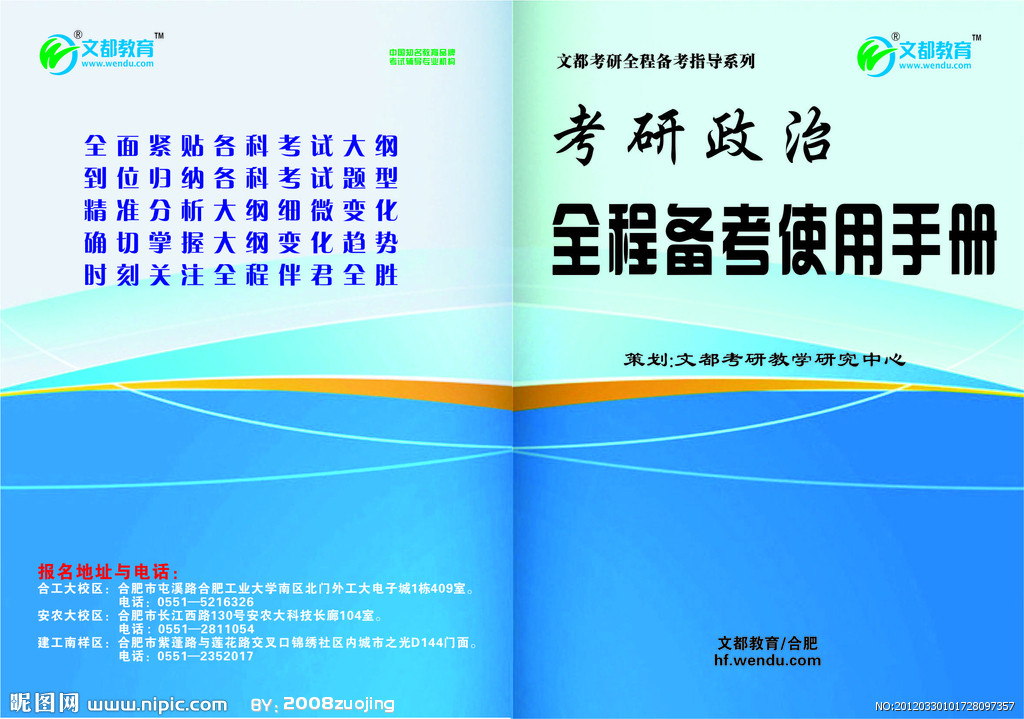 文都教育
®
TM
www.wendu.com
中国知名教育品牌
考试辅导专业机构
全面紧贴各科考试大纲
到位归纳各科考试题型
精准分析大纲细微变化
确切掌握大纲变化趋势
时刻关注全程伴君全胜
报名地址与电话:
合工大校区：合肥市屯溪路合肥工业大学南区北门外工大电子城1栋409室。
电话：0551—5216326
安农大校区：合肥市长江西路130号安农大科技长廊104室。
电话：0551—2811054
建工南样区：合肥市紫蓬路与莲花路交叉口锦绣社区内城市之光D144门面。
电话：0551—2352017
昵图网 www.nipic.com BY: 2008zuojing
文都教育
®
TM
www.wendu.com
文都考研全程备考指导系列
考研政治
全程备考使用手册
策划:文都考研教学研究中心
文都教育/合肥
hf.wendu.com
NO:20120330101728097357